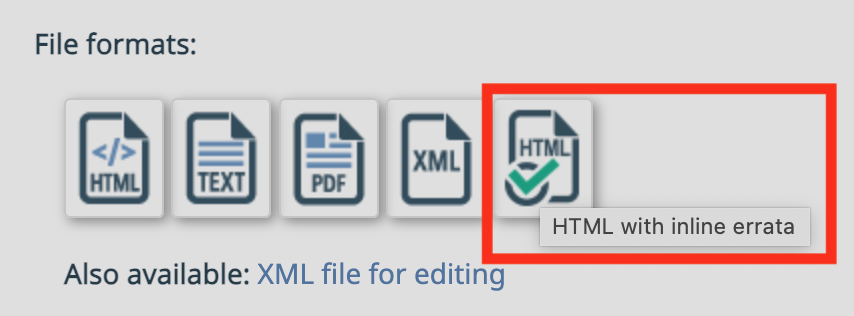 File formats:
</> HTML
TEXT
PDF
XML
HTML
HTML with inline errata
Also available: XML file for editing